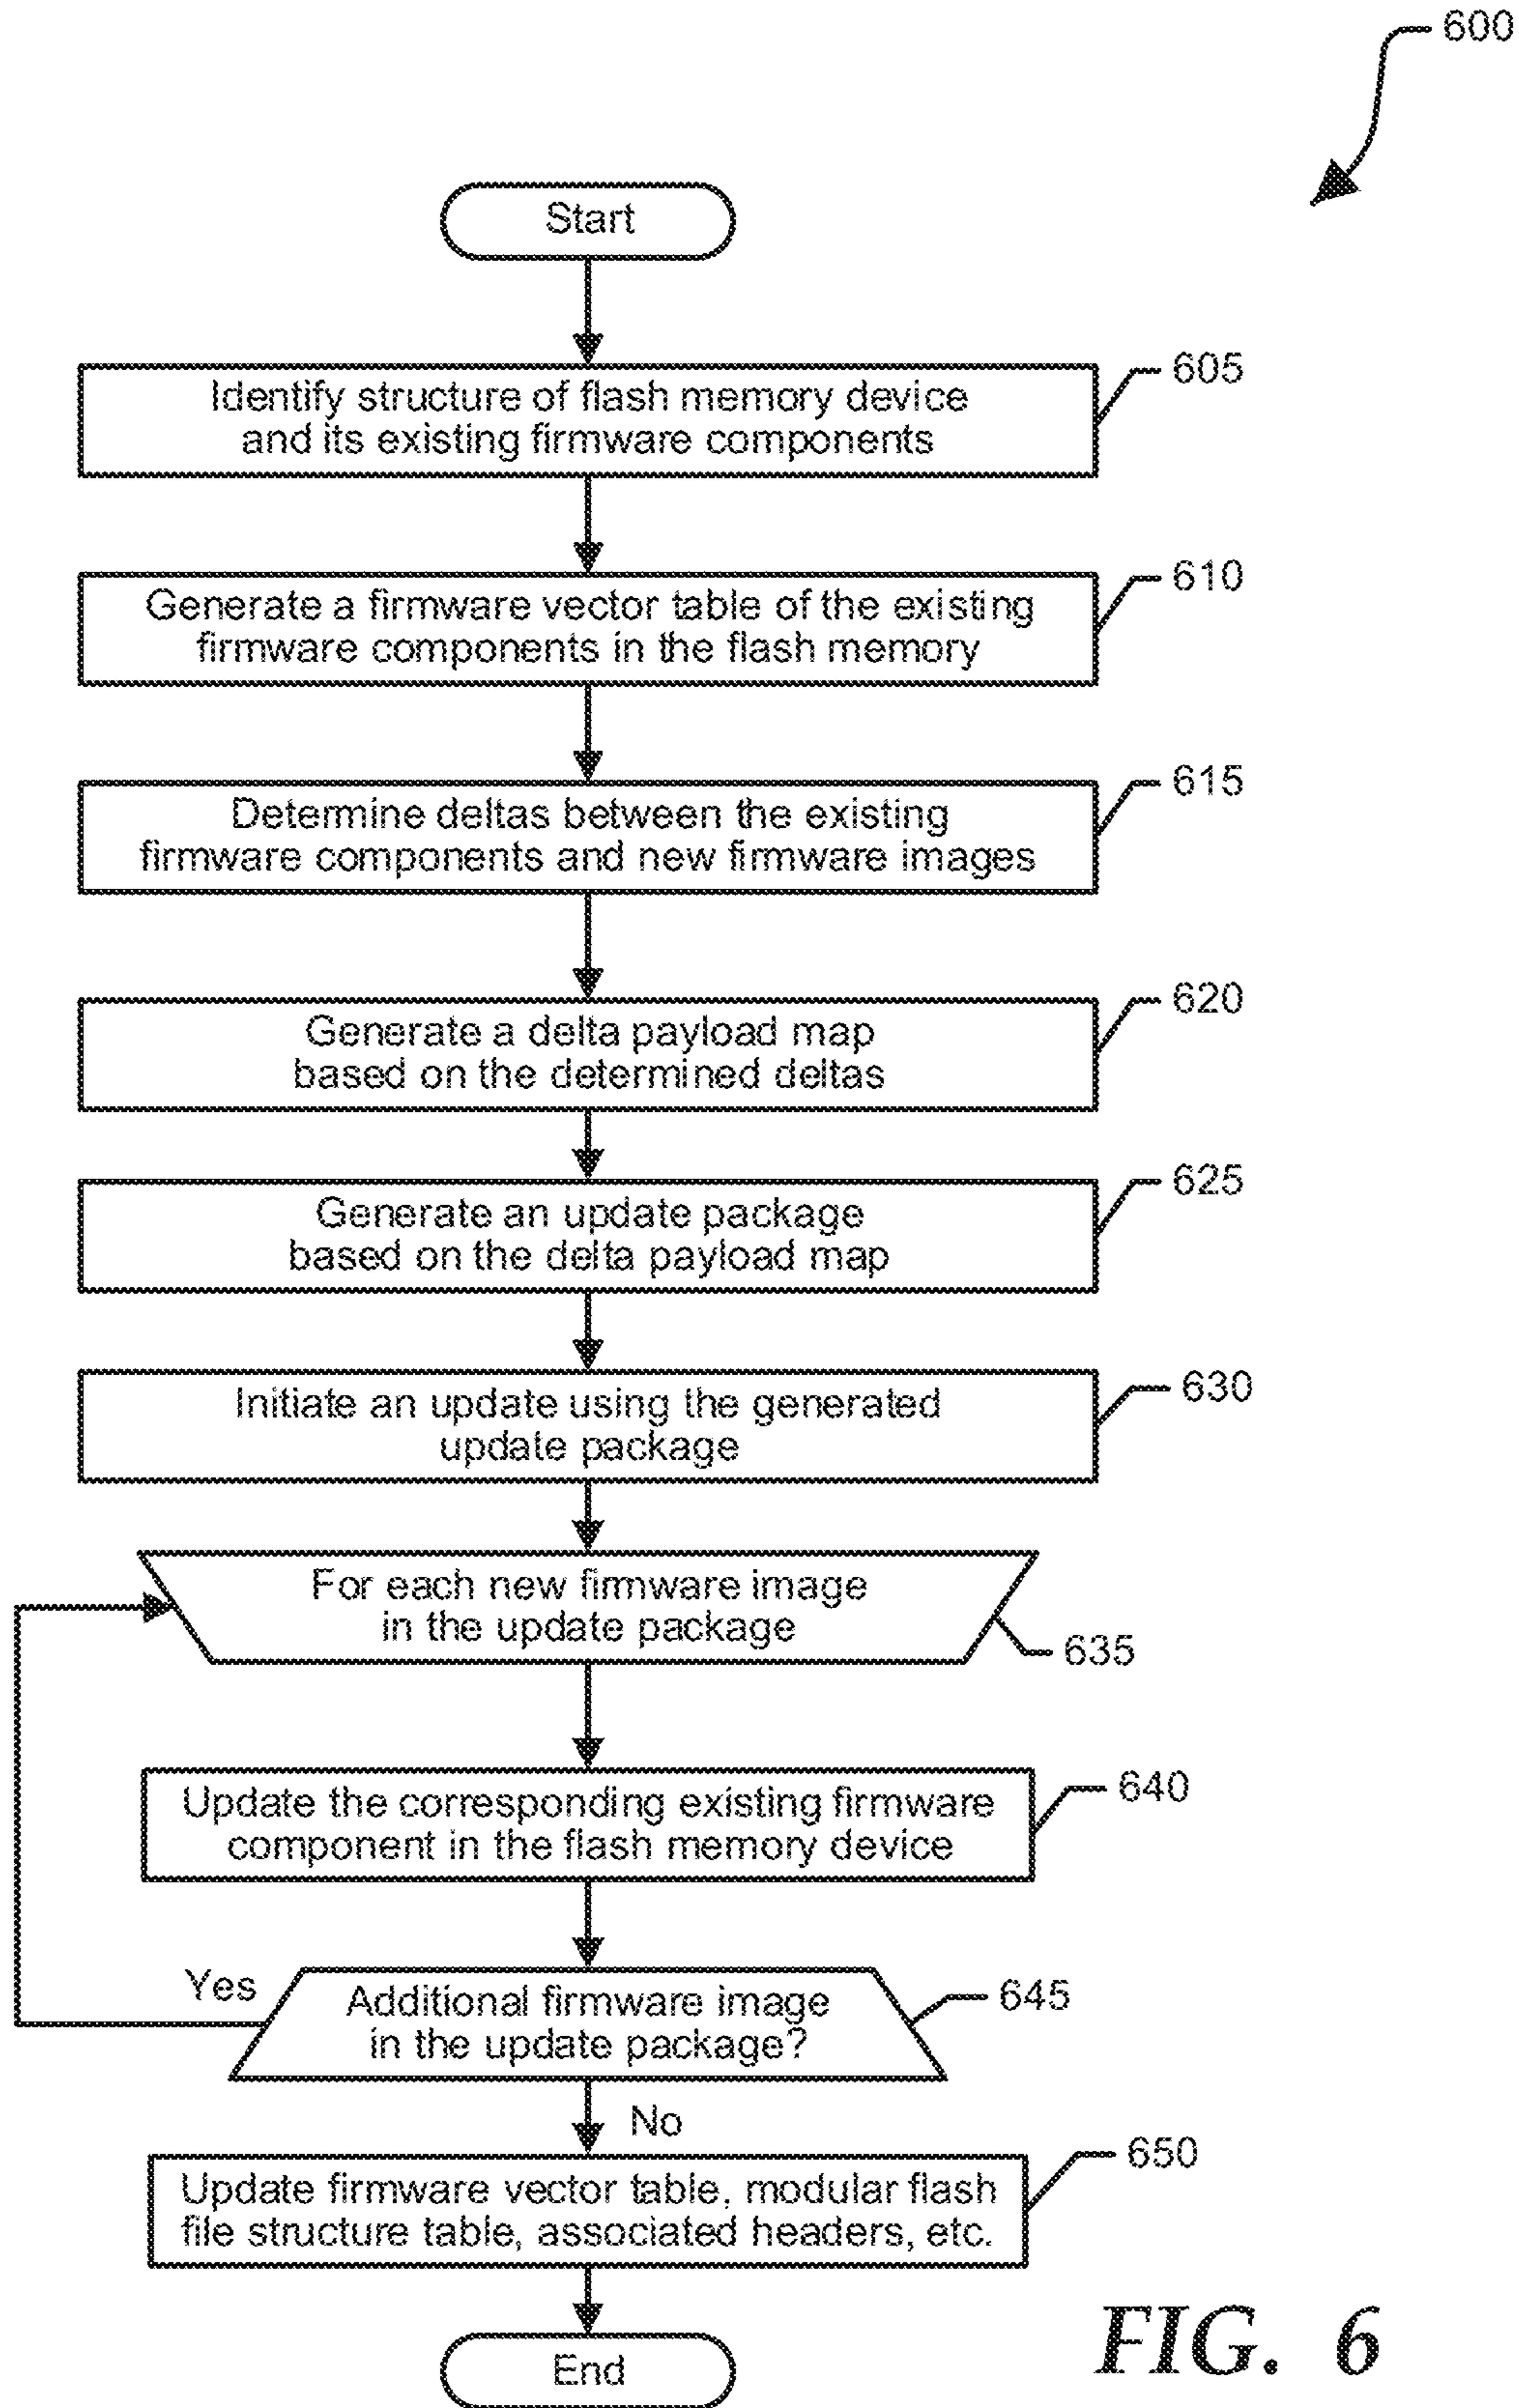 600
Start
Identify structure of flash memory device
and its existing firmware components
605
Generate a firmware vector table of the existing
firmware components in the flash memory
610
Determine deltas between the existing
firmware components and new firmware images
615
Generate a delta payload map
based on the determined deltas
620
Generate an update package
based on the delta payload map
625
Initiate an update using the generated
update package
630
For each new firmware image
in the update package
635
Update the corresponding existing firmware
component in the flash memory device
640
Yes
Additional firmware image
in the update package?
645
No
Update firmware vector table, modular flash
file structure table, associated headers, etc.
650
End
FIG. 6